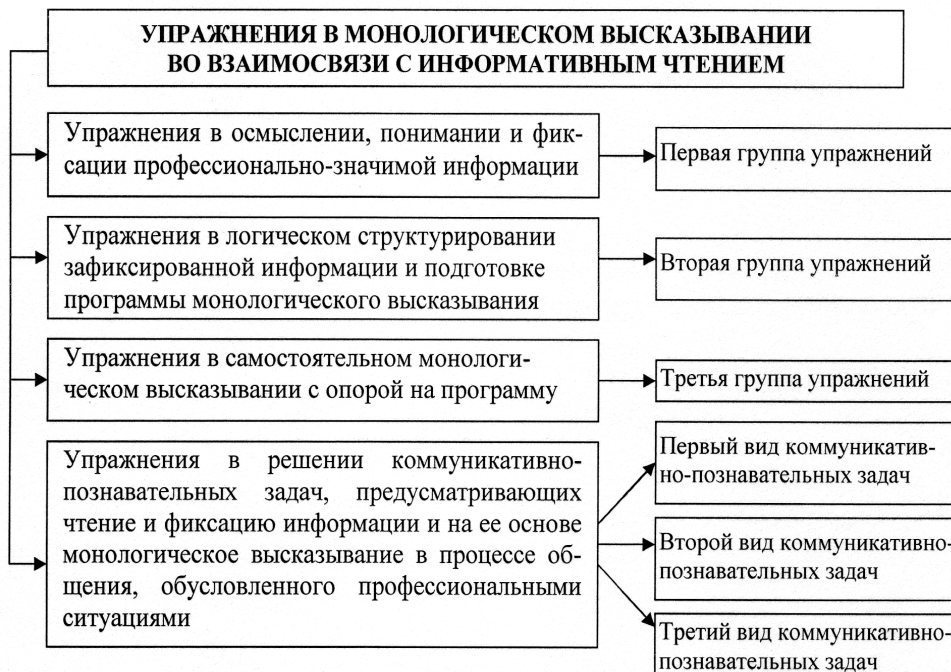 УПРАЖНЕНИЯ В МОНОЛОГИЧЕСКОМ ВЫСКАЗЫВАНИИ
ВО ВЗАИМОСВЯЗИ С ИНФОРМАТИВНЫМ ЧТЕНИЕМ
Упражнения в осмыслении, понимании и фик-
сации профессионально-значимой информации
Первая группа упражнений
Упражнения в логическом структурировании
зафиксированной информации и подготовке
программы монологического высказывания
Вторая группа упражнений
Упражнения в самостоятельном монологи-
ческом высказывании с опорой на программу
Третья группа упражнений
Упражнения в решении коммуникативно-
познавательных задач, предусматривающих
чтение и фиксацию информации и на ее основе
монологическое высказывание в процессе об-
щения, обусловленного профессиональными
ситуациями
Первый вид коммуникатив-
но-познавательных задач
Второй вид коммуникативно-
познавательных задач
Третий вид коммуникативно-
познавательных задач